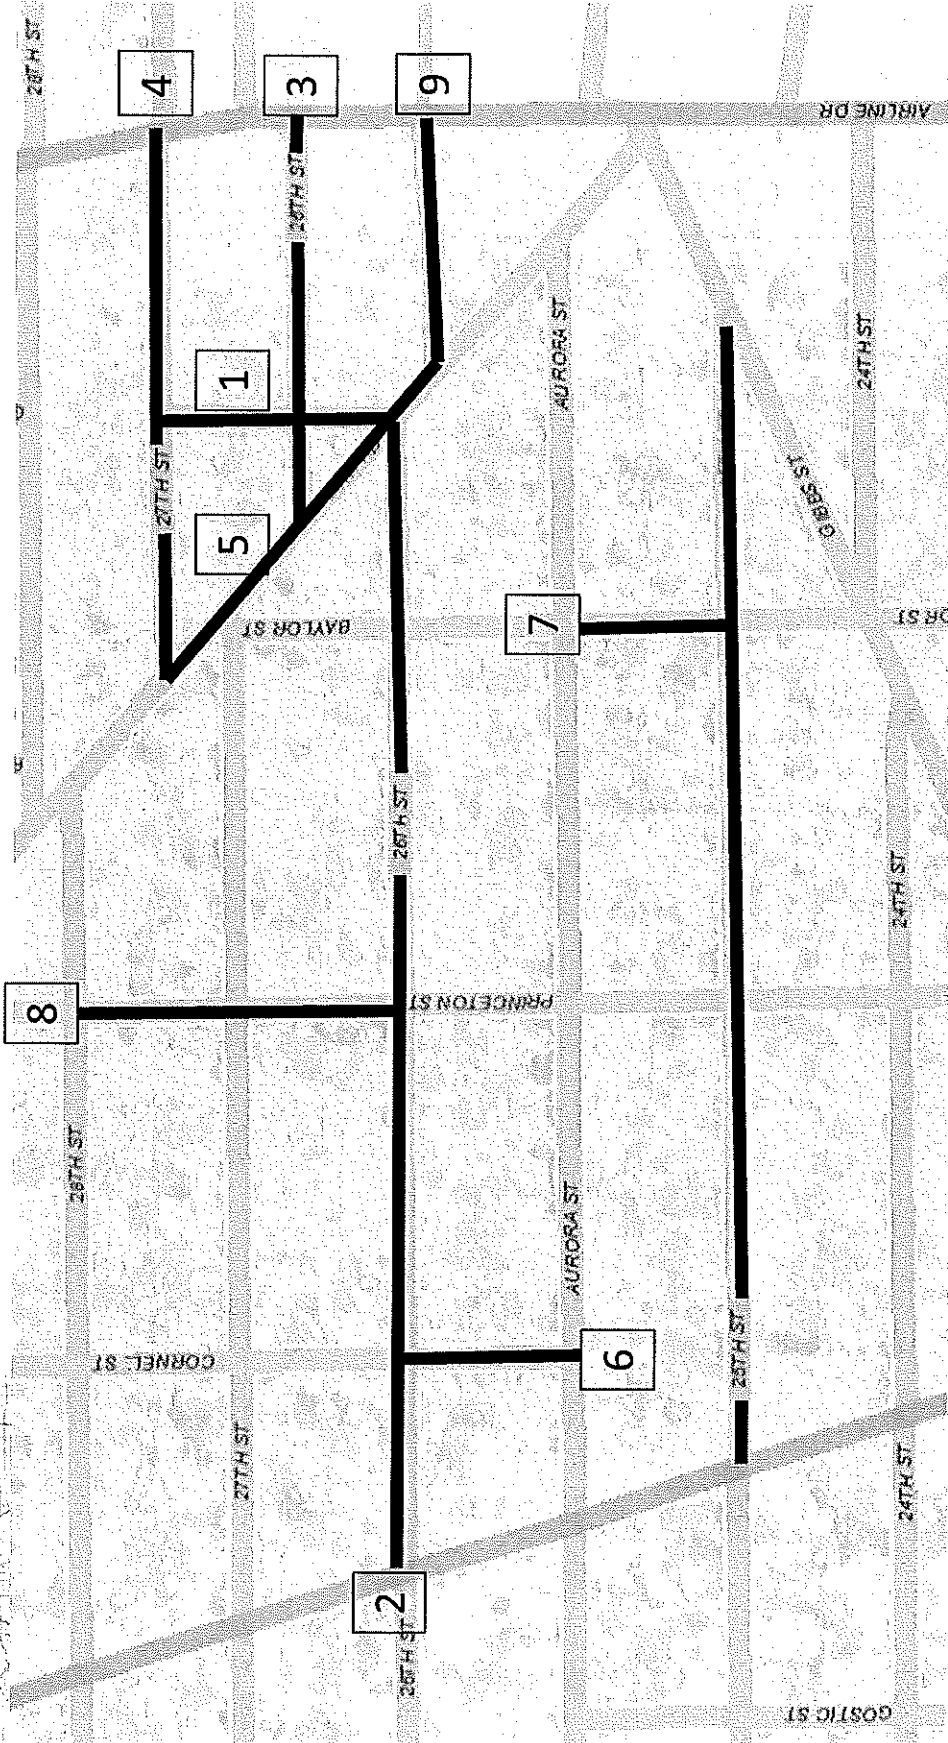 28TH ST
4
3
9
AIRLINE DR
26TH ST
1
AURORA ST
24TH ST
27TH ST
5
GIBBS ST
BAYLOR ST
7
OR ST
26TH ST
24TH ST
8
PRINCETON ST
28TH ST
AURORA ST
CORNELL ST
6
25TH ST
27TH ST
24TH ST
2
26TH ST
GOSTIC ST